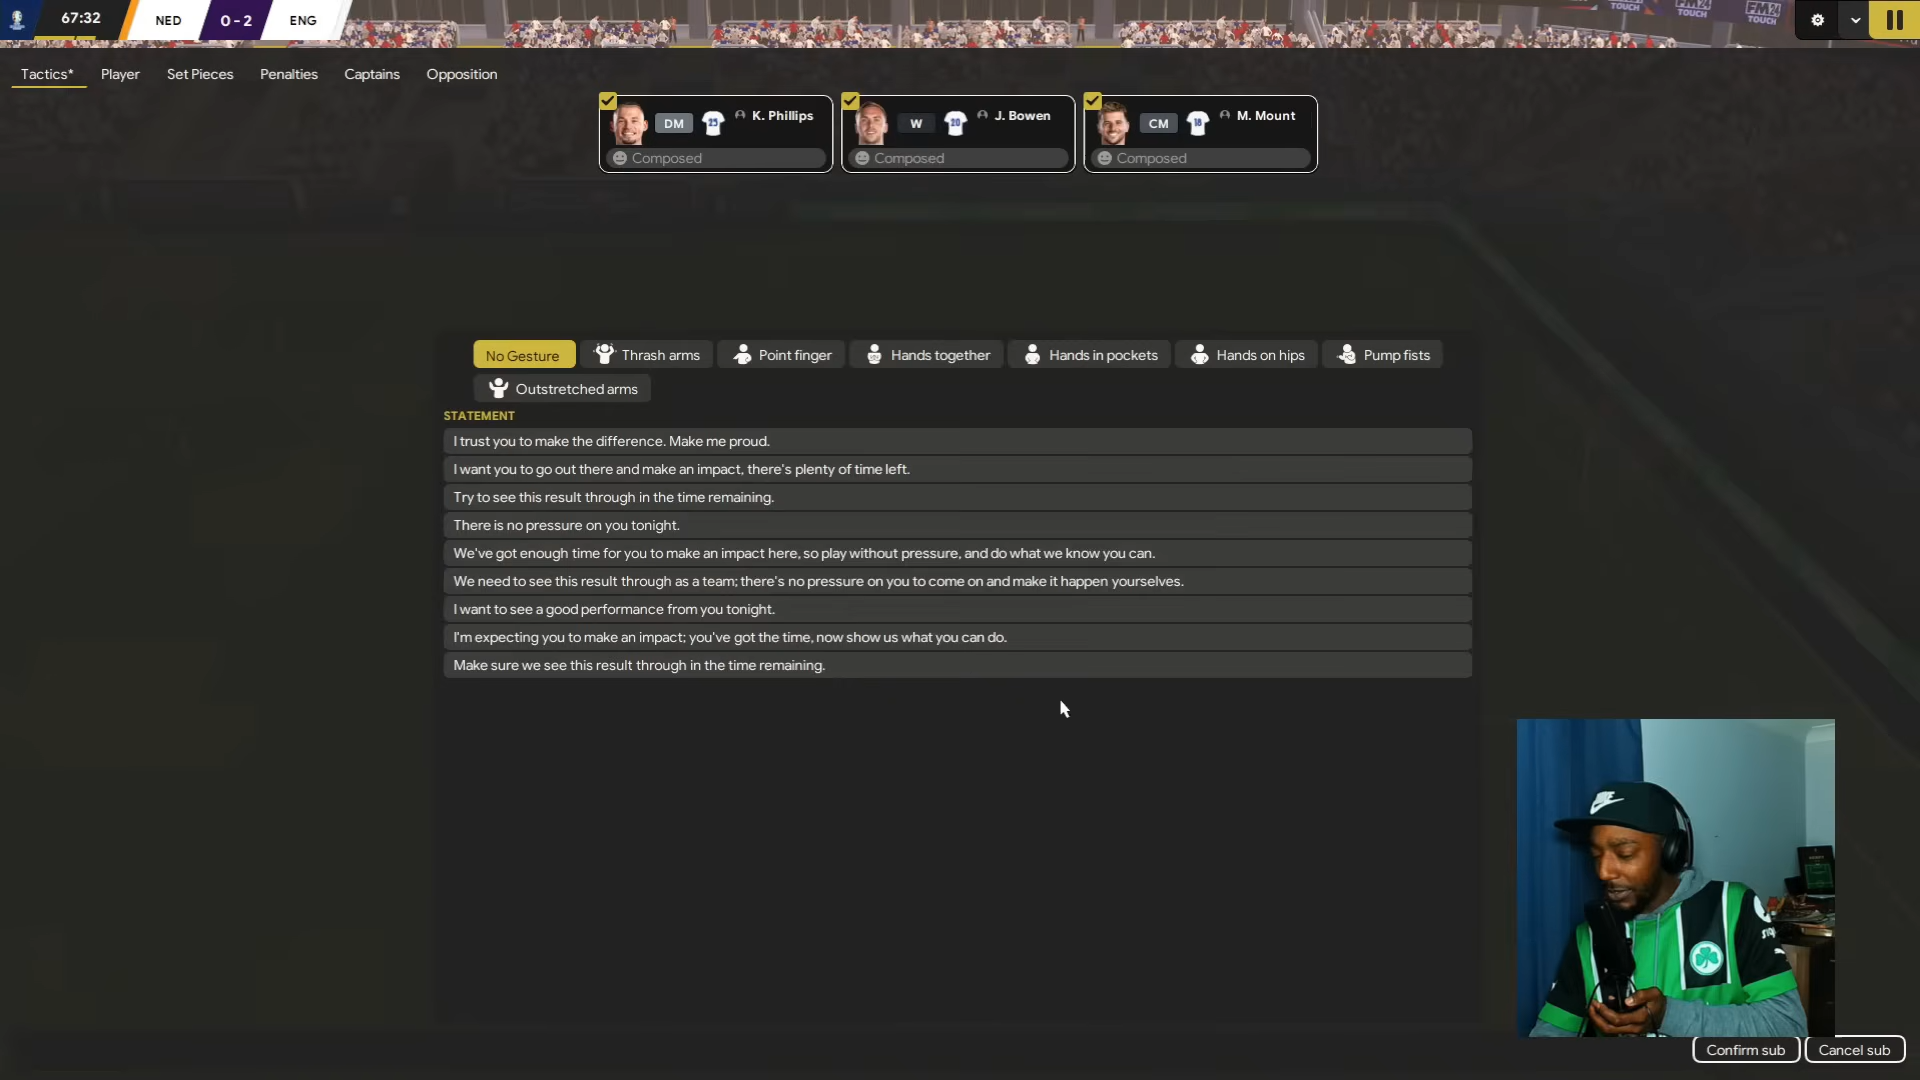 67:32 NED 0 - 2 ENG
FM24 TOUCH FM24 TOUCH
Tactics* Player Set Pieces Penalties Captains Opposition
DM 25 K. Phillips
Composed
W 20 J. Bowen
Composed
CM 18 M. Mount
Composed
No Gesture Thrash arms Point finger Hands together Hands in pockets Hands on hips Pump fists
Outstretched arms
STATEMENT
I trust you to make the difference. Make me proud.
I want you to go out there and make an impact, there's plenty of time left.
Try to see this result through in the time remaining.
There is no pressure on you tonight.
We've got enough time for you to make an impact here, so play without pressure, and do what we know you can.
We need to see this result through as a team; there's no pressure on you to come on and make it happen yourselves.
I want to see a good performance from you tonight.
I'm expecting you to make an impact; you've got the time, now show us what you can do.
Make sure we see this result through in the time remaining.
Confirm sub Cancel sub